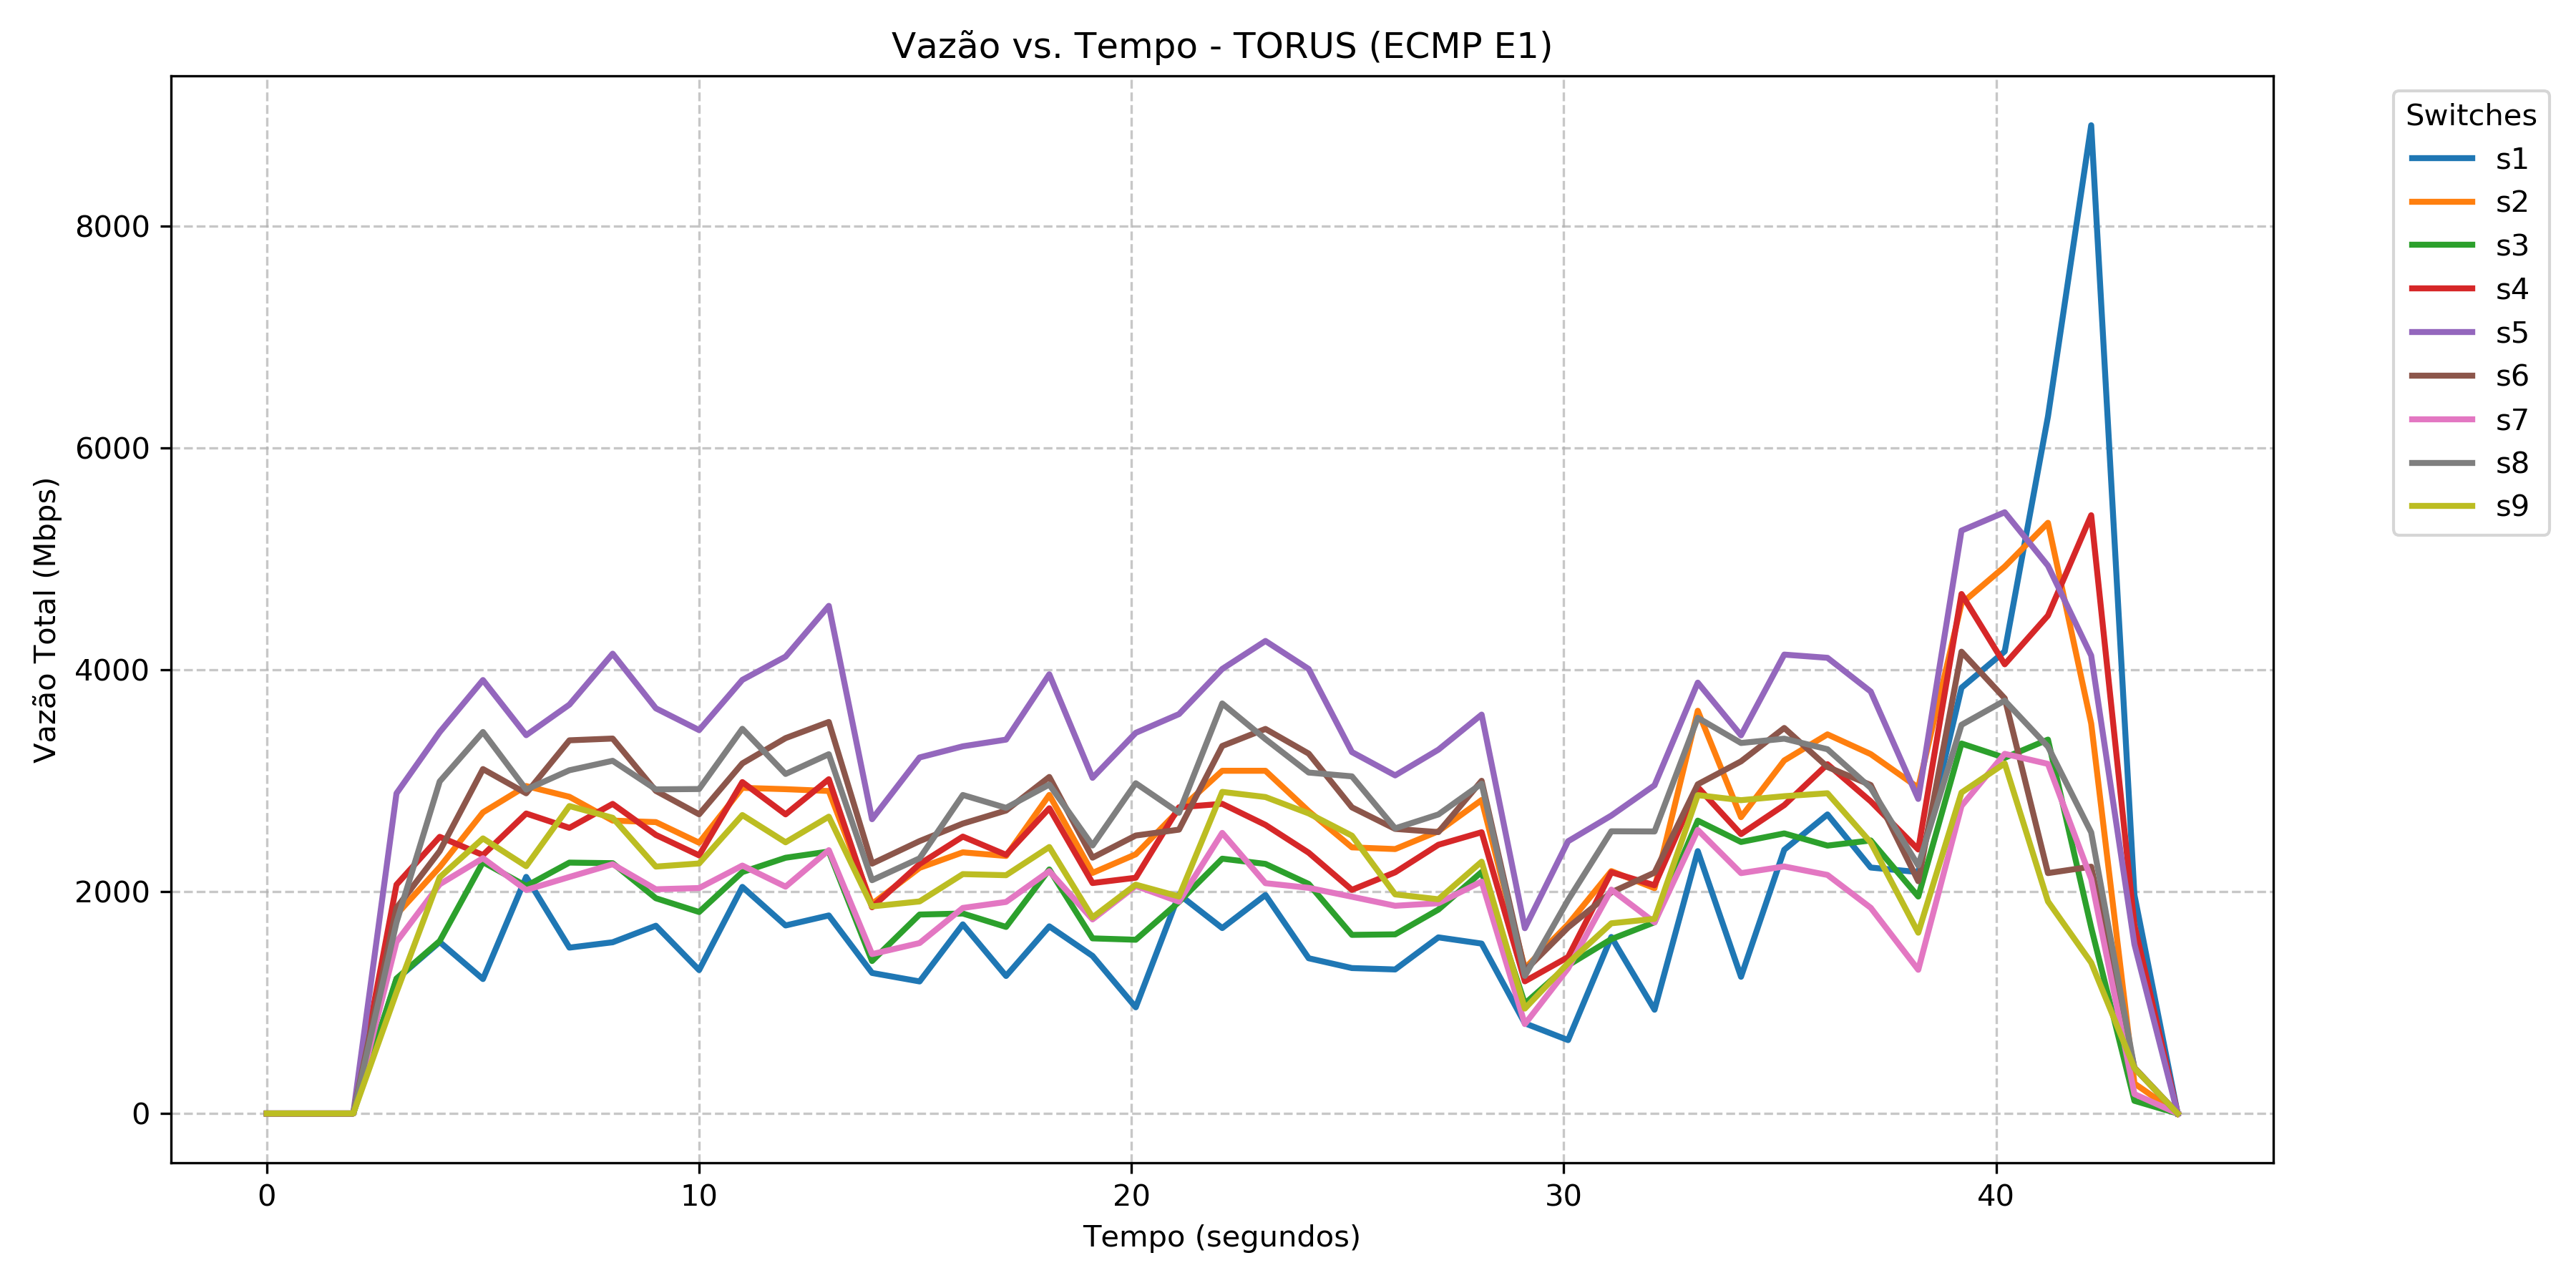 Vazão vs. Tempo - TORUS (ECMP E1)
Switches
s1
s2
s3
s4
s5
s6
s7
s8
s9
Vazão Total (Mbps)
8000
6000
4000
2000
0
0 10 20 30 40
Tempo (segundos)